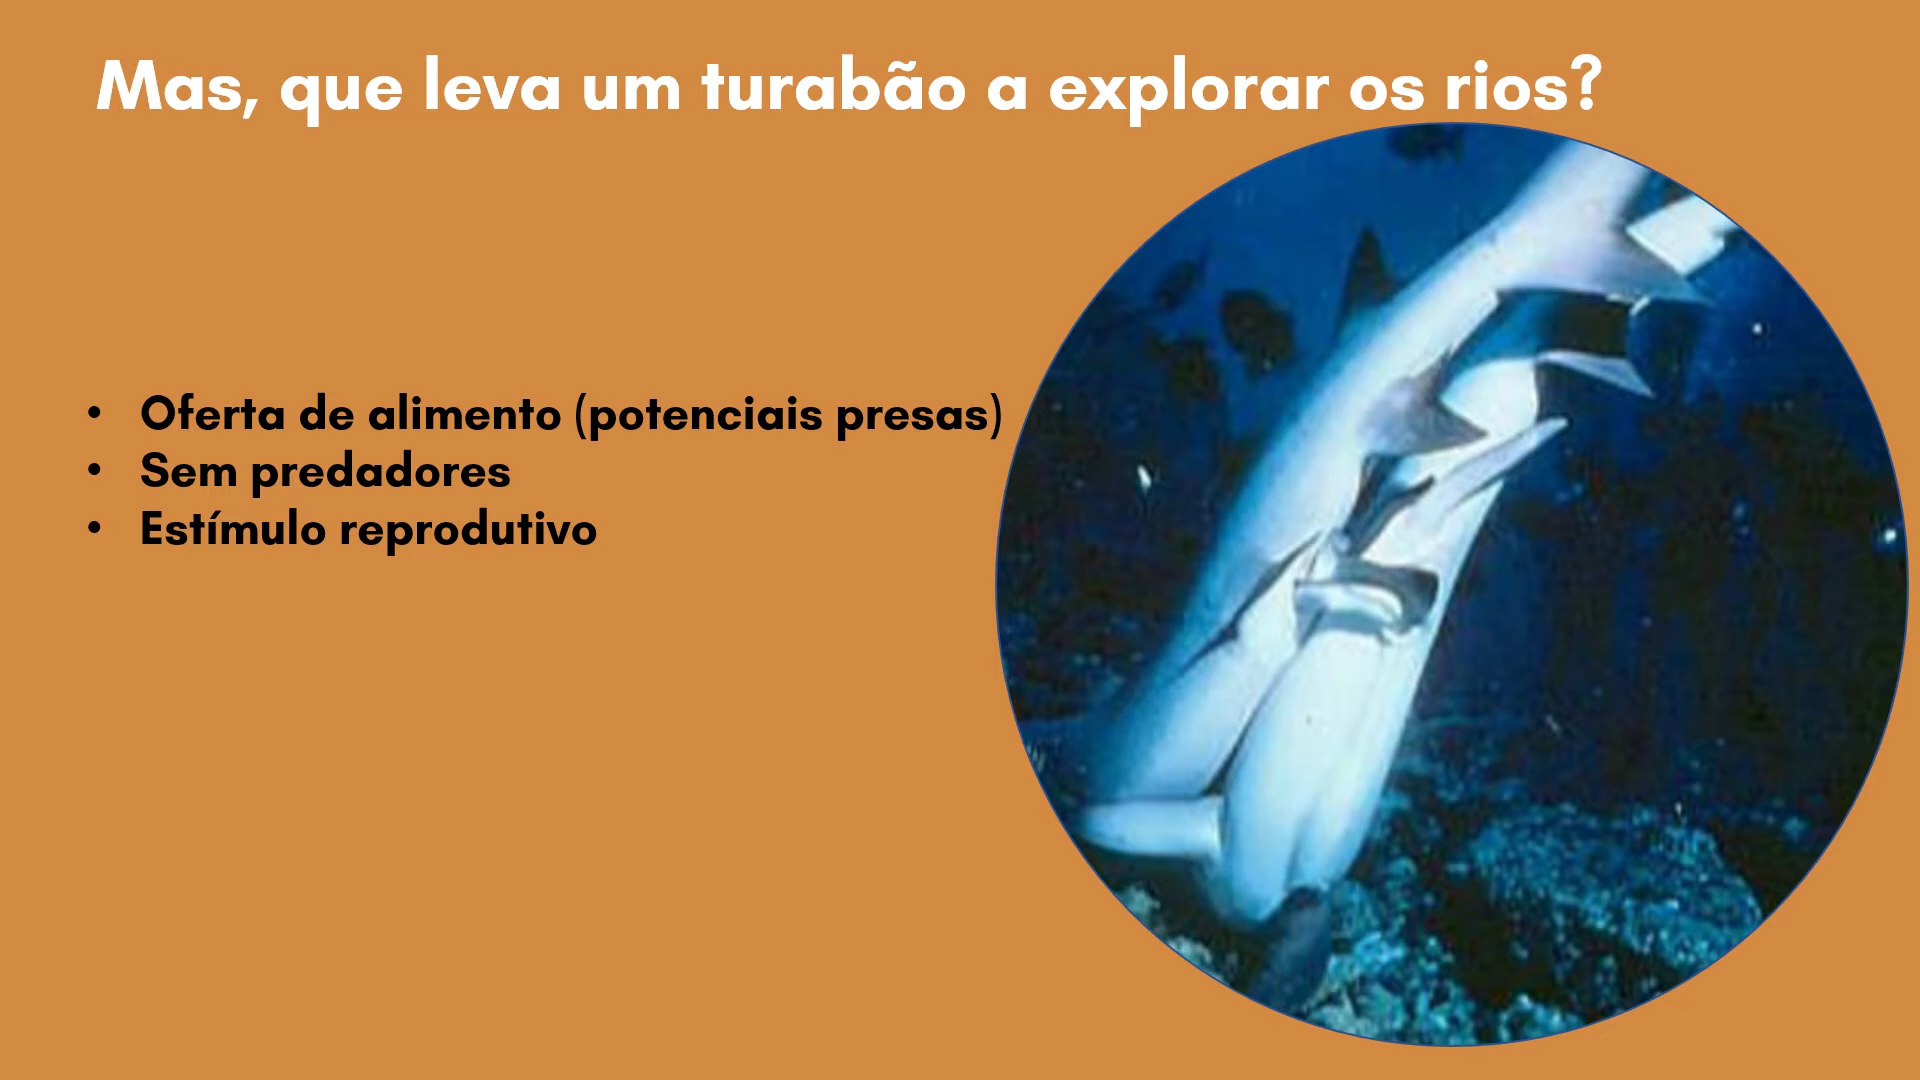 Mas, que leva um turabão a explorar os rios?
• Oferta de alimento (potenciais presas)
• Sem predadores
• Estímulo reprodutivo